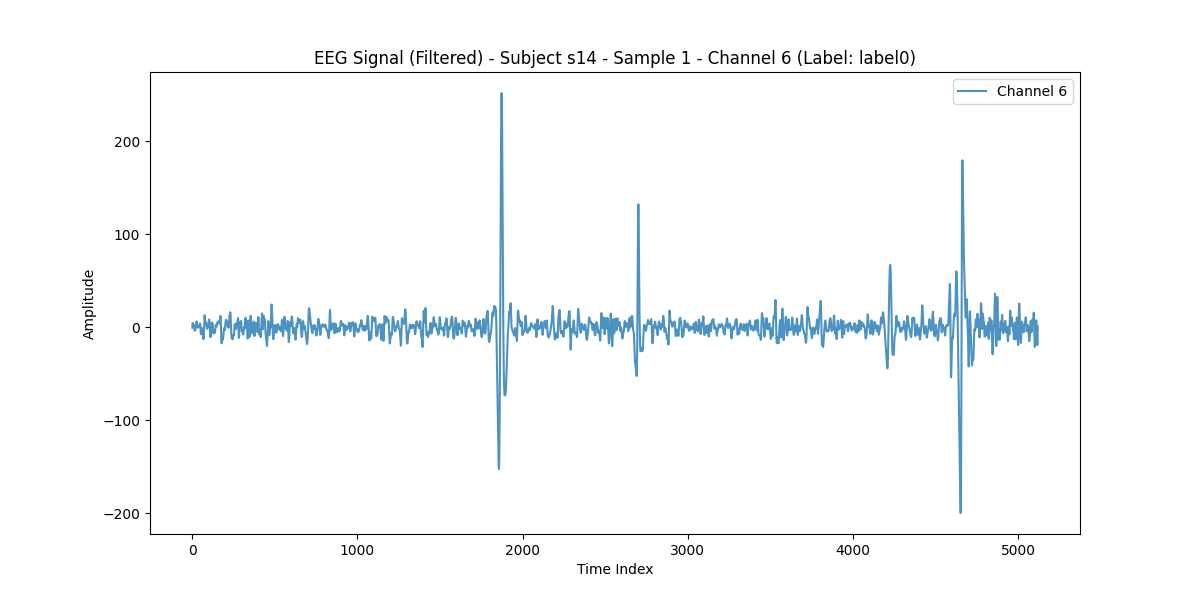 EEG Signal (Filtered) - Subject s14 - Sample 1 - Channel 6 (Label: label0)
Channel 6
Amplitude
200
100
0
−100
−200
0 1000 2000 3000 4000 5000
Time Index